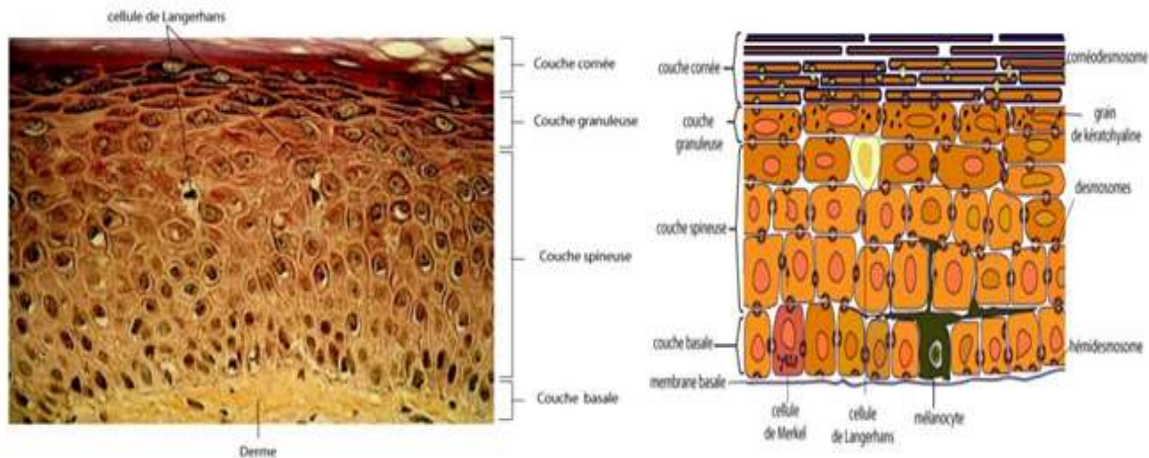 cellule de Langerhans
Couche cornée
Couche granuleuse
Couche spineuse
Couche basale
Derme
couche cornée
couche
granuleuse
couche spineuse
couche basale
membrane basale
cornéodesmosome
grain
de kératohyaline
desmosomes
hémidesmosome
cellule
de Merkel
cellule
de Langerhans
mélanocyte